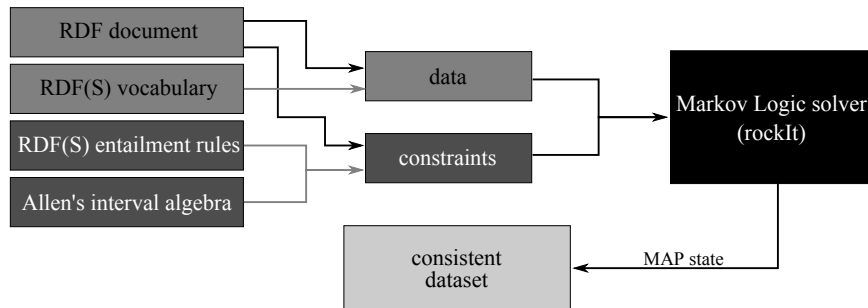 RDF document
RDF(S) vocabulary
RDF(S) entailment rules
Allen's interval algebra
data
constraints
Markov Logic solver
(rockIt)
MAP state
consistent
dataset